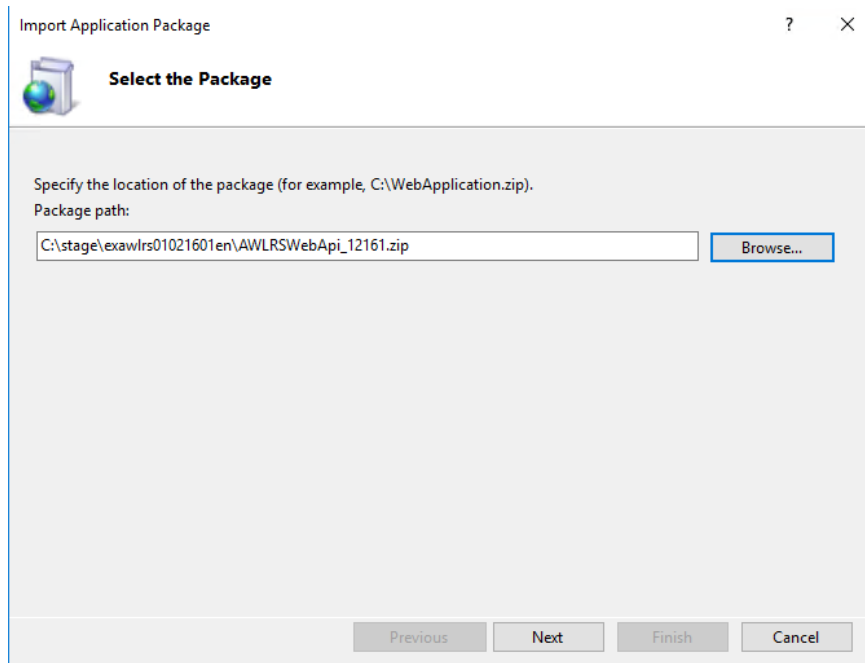 Import Application Package
?
Select the Package
Specify the location of the package (for example, C:\WebApplication.zip).
Package path:
C:\stage\exawlrs01021601en\AWLRSWebApi_12161.zip
Browse...
Previous
Next
Finish
Cancel